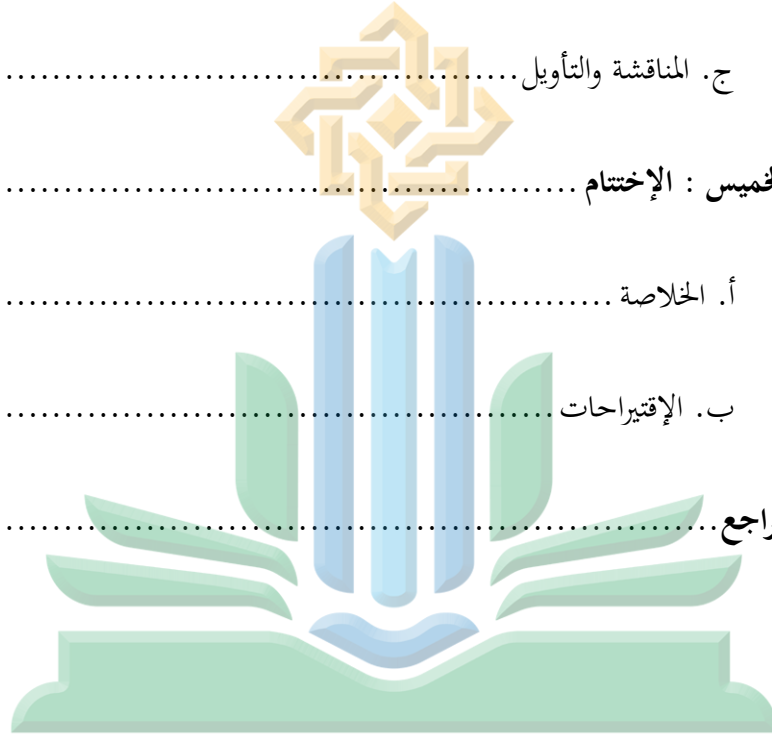 ج. المناقشة والتأويل ............................................
خميس : الإختتام ................................................
أ. الخلاصة ....................................................
ب. الإقتيراحات ...............................................
راجع .............................................................